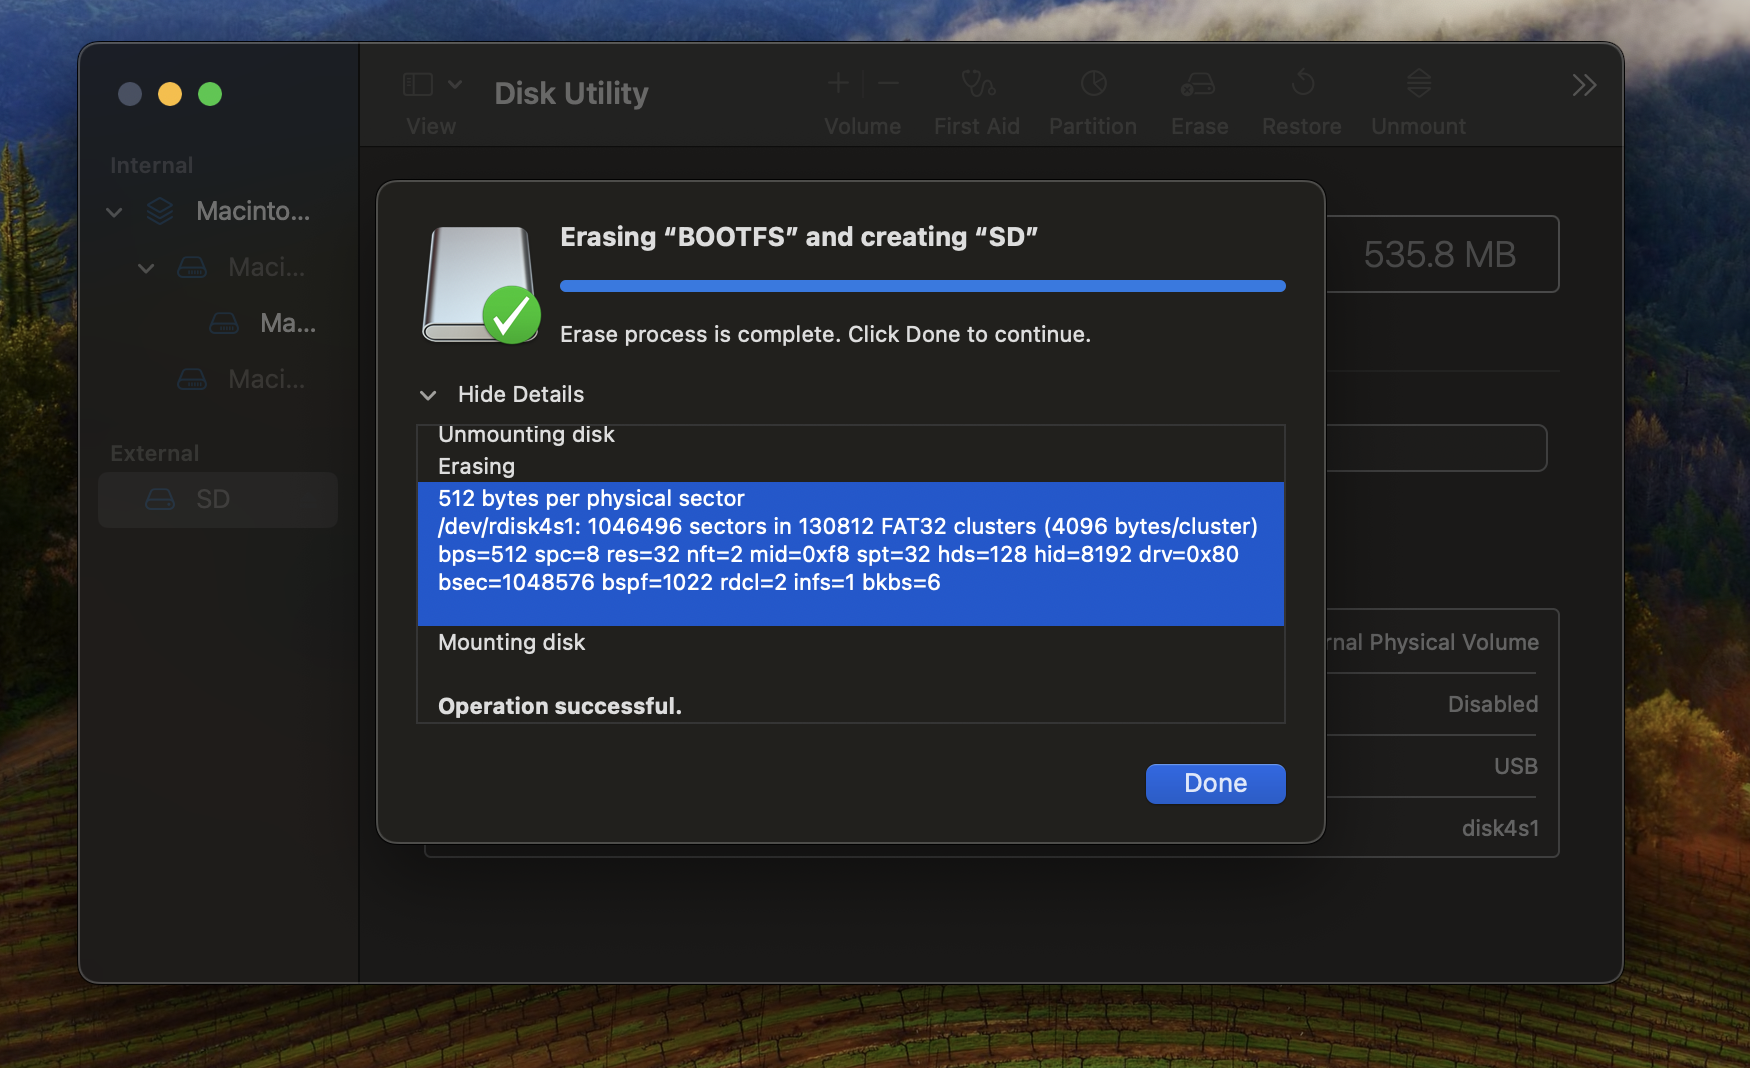 Disk Utility
View
Volume
First Aid
Partition
Erase
Restore
Unmount
Internal
Macinto...
Maci...
Ma...
Maci...
External
SD
535.8 MB
Erasing “BOOTFS” and creating “SD”
Erase process is complete. Click Done to continue.
Hide Details
Unmounting disk
Erasing
512 bytes per physical sector
/dev/rdisk4s1: 1046496 sectors in 130812 FAT32 clusters (4096 bytes/cluster)
bps=512 spc=8 res=32 nft=2 mid=0xf8 spt=32 hds=128 hid=8192 drv=0x80
bsec=1048576 bspf=1022 rdcl=2 infs=1 bkbs=6
Mounting disk
Operation successful.
Done
Physical Volume
Disabled
USB
disk4s1